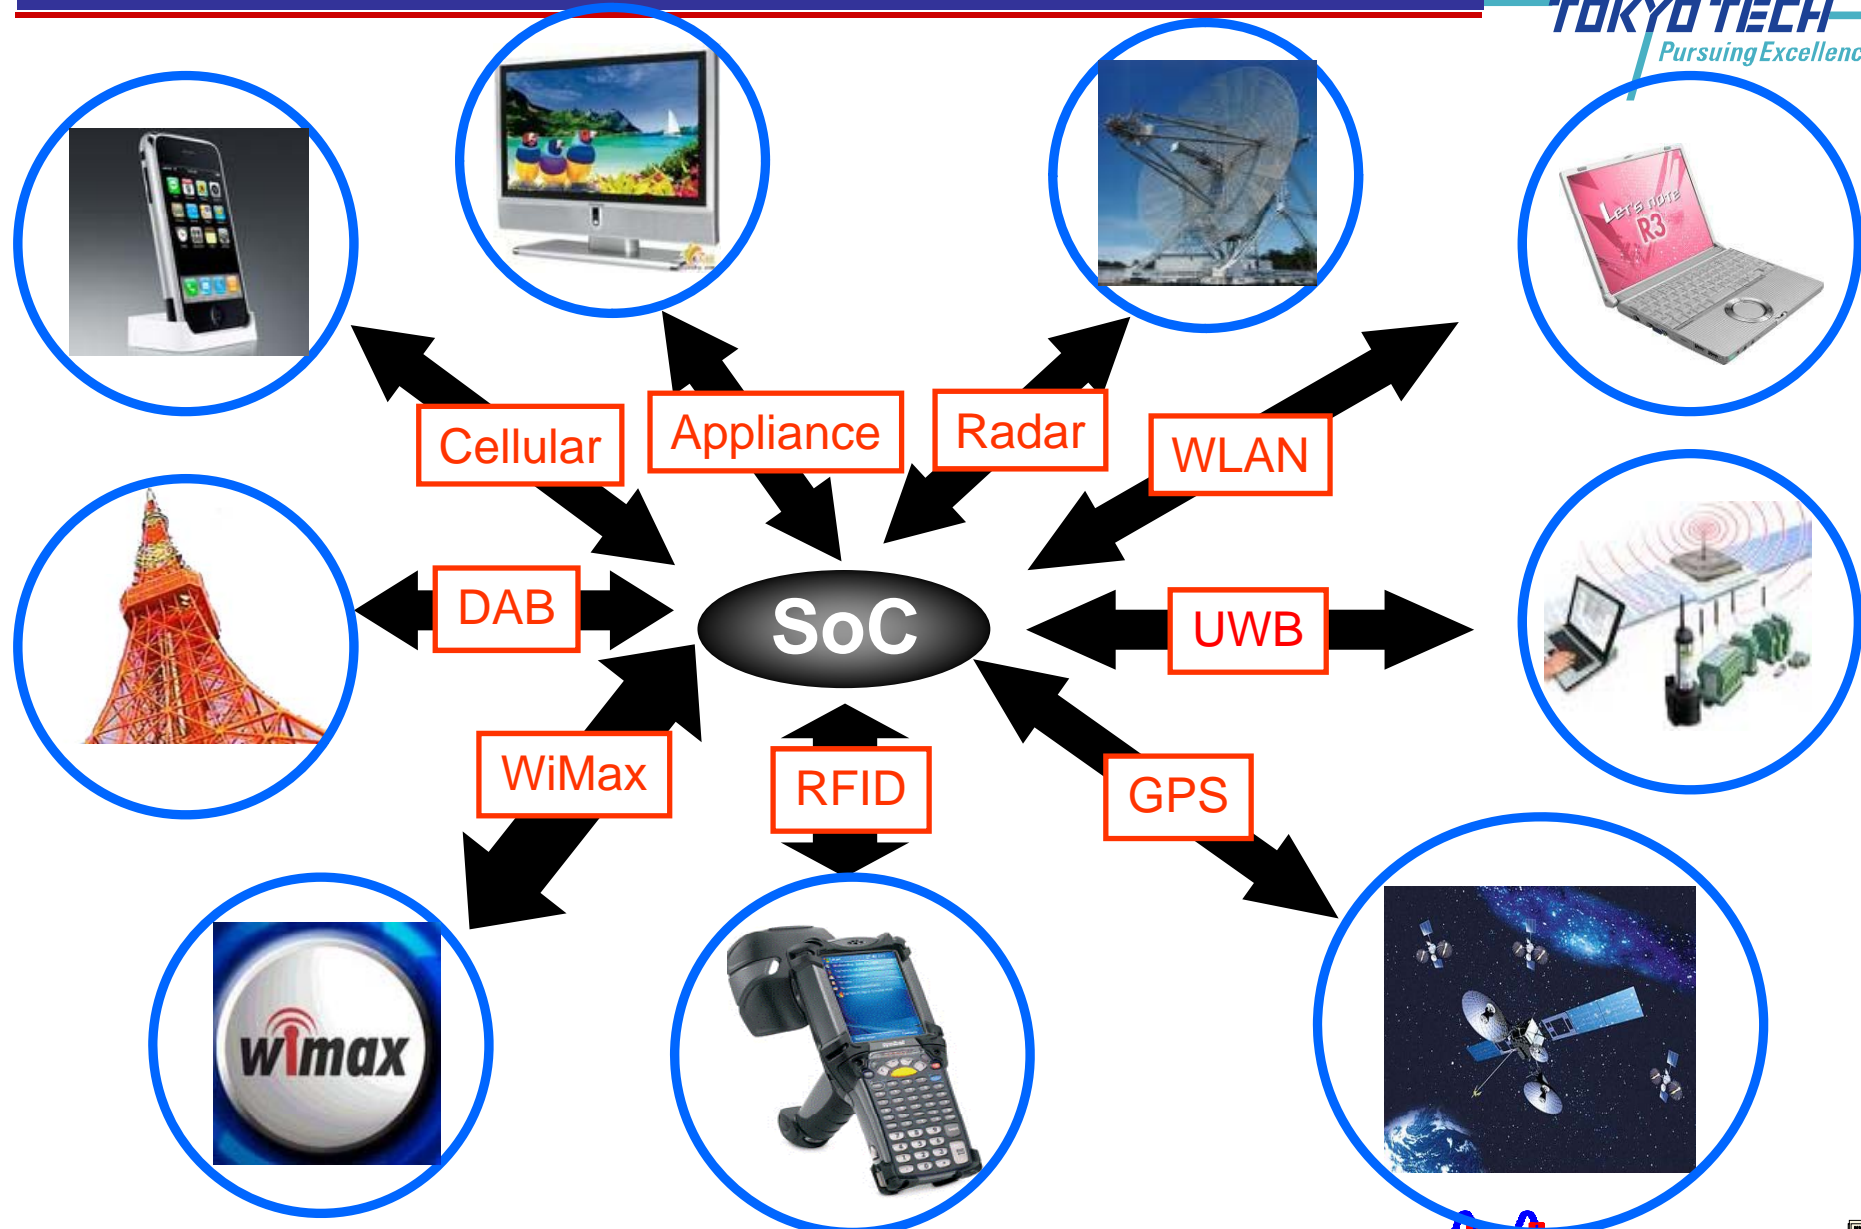 TOKYO TECH
Pursuing Excellenc
Let's note
R3
Cellular
Appliance
Radar
WLAN
DAB
SoC
UWB
WiMax
RFID
GPS
wimax